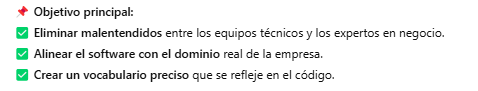 📌 Objetivo principal:
✅ Eliminar malentendidos entre los equipos técnicos y los expertos en negocio.
✅ Alinear el software con el dominio real de la empresa.
✅ Crear un vocabulario preciso que se refleje en el código.